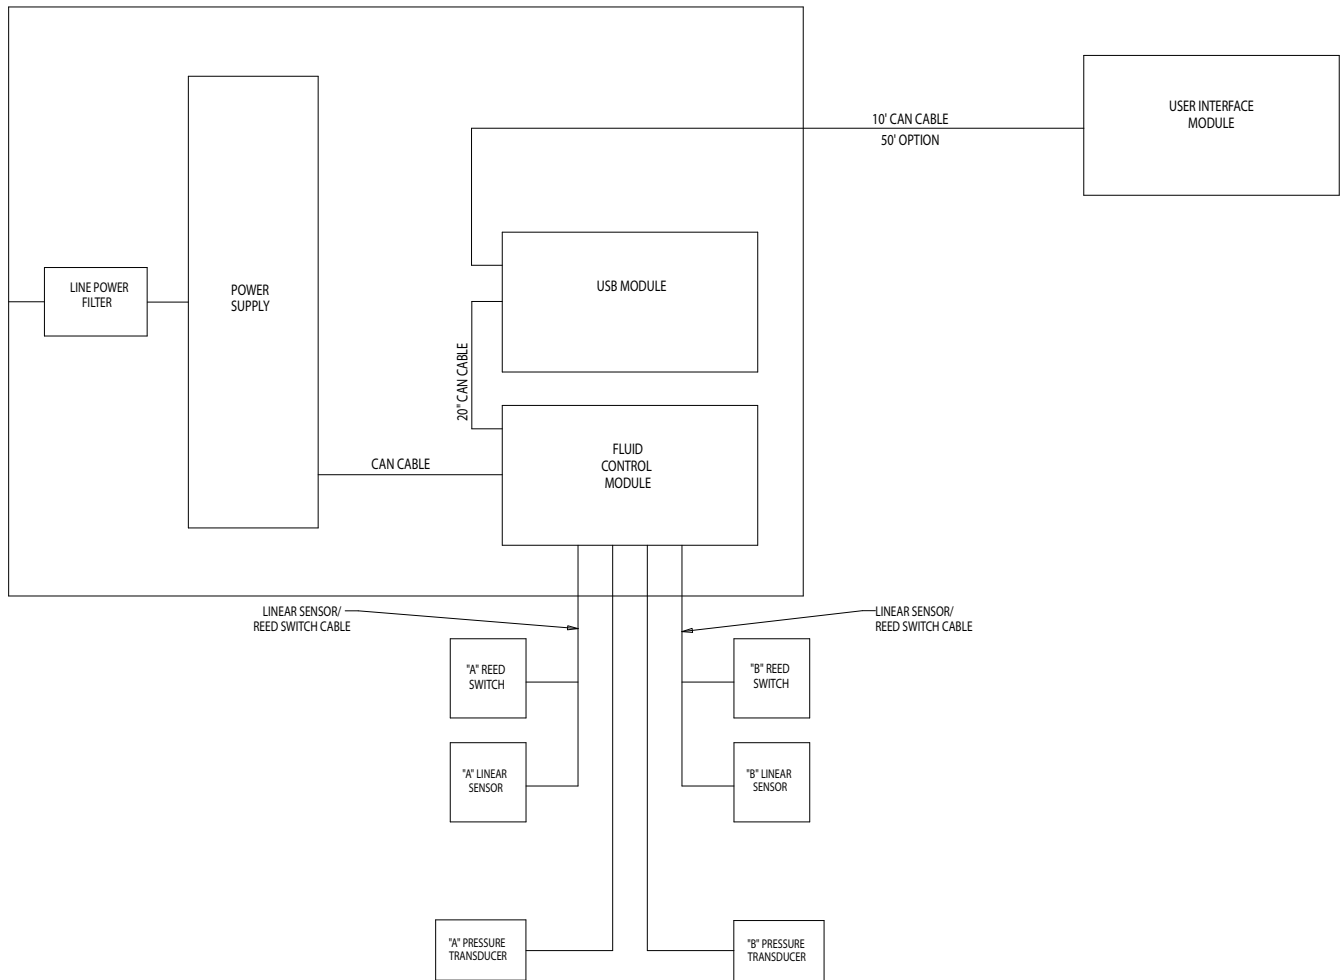 10' CAN CABLE
50' OPTION
USER INTERFACE
MODULE
LINE POWER
FILTER
POWER
SUPPLY
USB MODULE
20" CAN CABLE
CAN CABLE
FLUID
CONTROL
MODULE
LINEAR SENSOR/
REED SWITCH CABLE
LINEAR SENSOR/
REED SWITCH CABLE
"A" REED
SWITCH
"B" REED
SWITCH
"A" LINEAR
SENSOR
"B" LINEAR
SENSOR
"A" PRESSURE
TRANSDUCER
"B" PRESSURE
TRANSDUCER